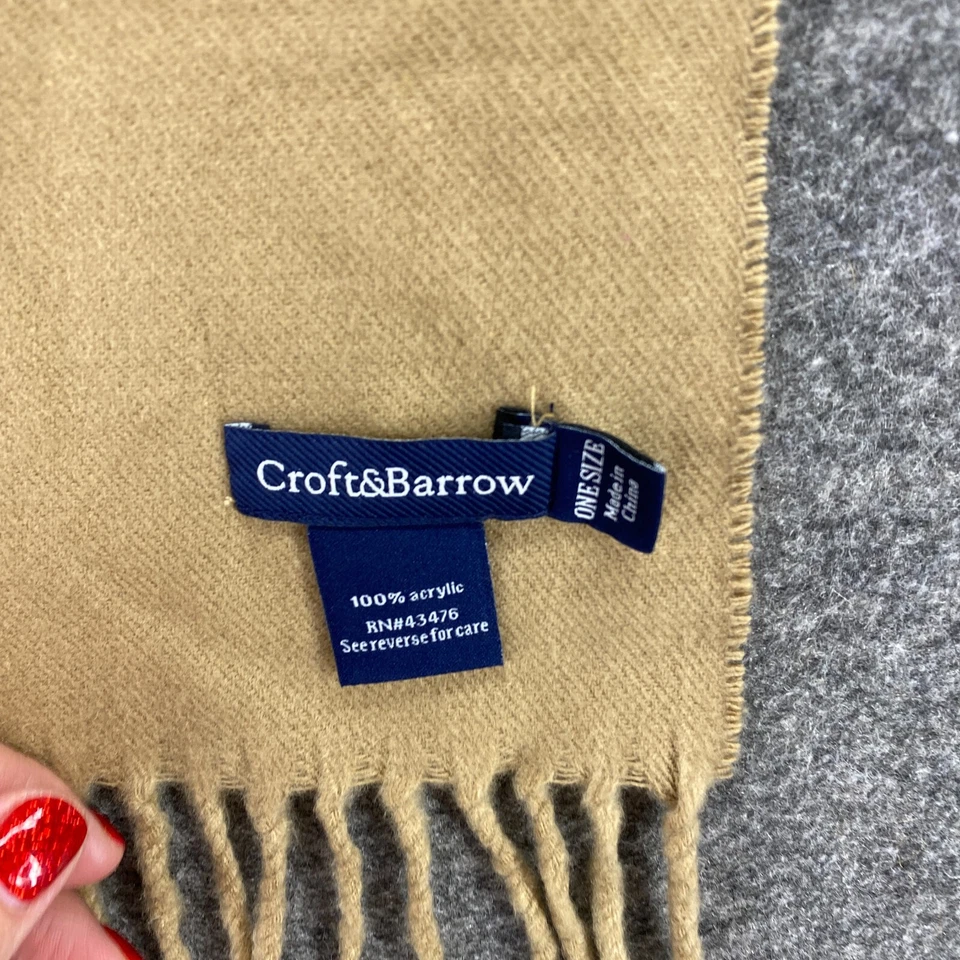 Croft&Barrow
ONE SIZE
Made in
China
100% acrylic
RN#43476
See reverse for care